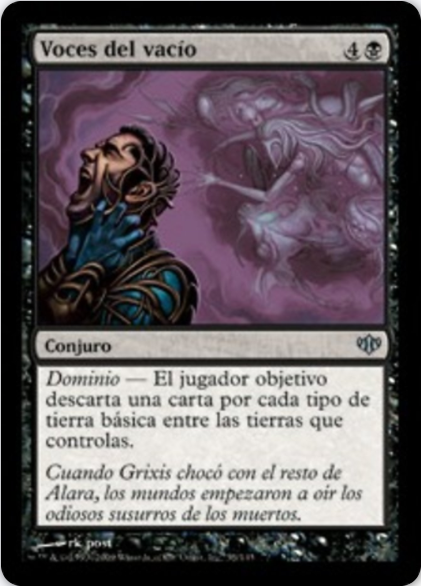 Voces del vacío 4
Conjuro
Dominio — El jugador objetivo
descarta una carta por cada tipo de
tierra básica entre las tierras que
controlas.
Cuando Grixis chocó con el resto de
Alara, los mundos empezaron a oír los
odiosos susurros de los muertos.
rk post